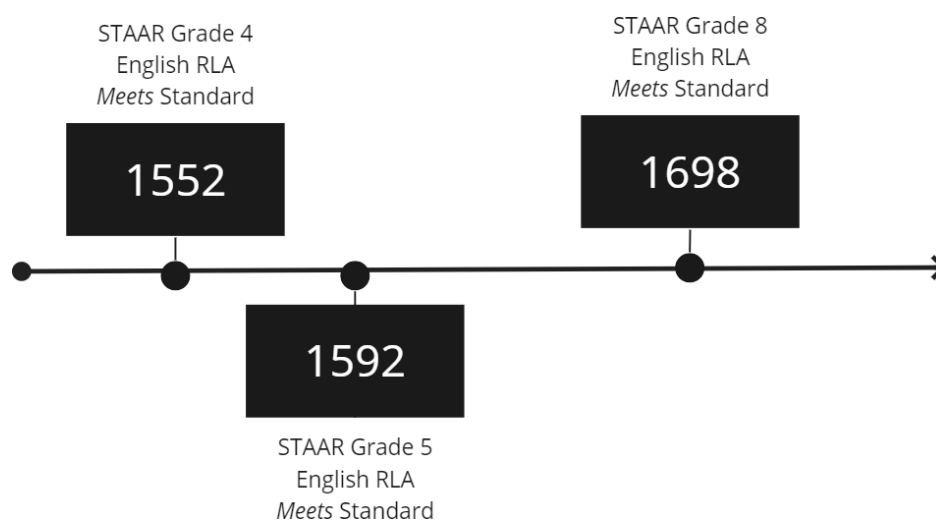 STAAR Grade 4
English RLA
Meets Standard
1552
STAAR Grade 8
English RLA
Meets Standard
1698
1592
STAAR Grade 5
English RLA
Meets Standard